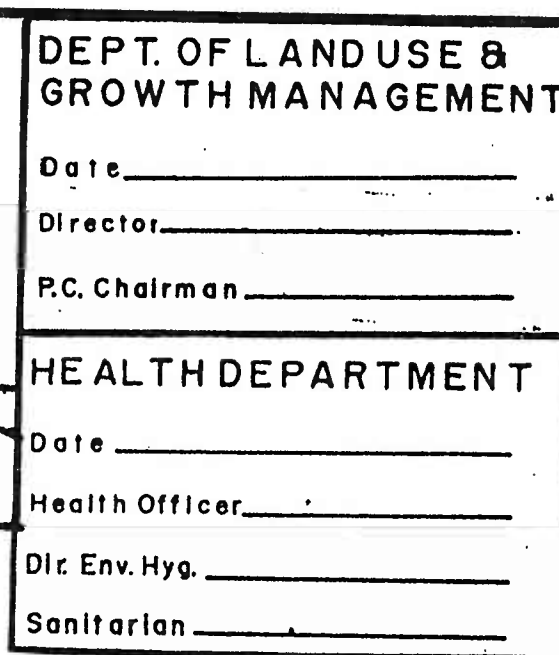 DEPT. OF LAND USE &
GROWTH MANAGEMENT
Date
Director
P.C. Chairman
HEALTH DEPARTMENT
Date
Health Officer
Dir. Env. Hyg.
Sanitarian